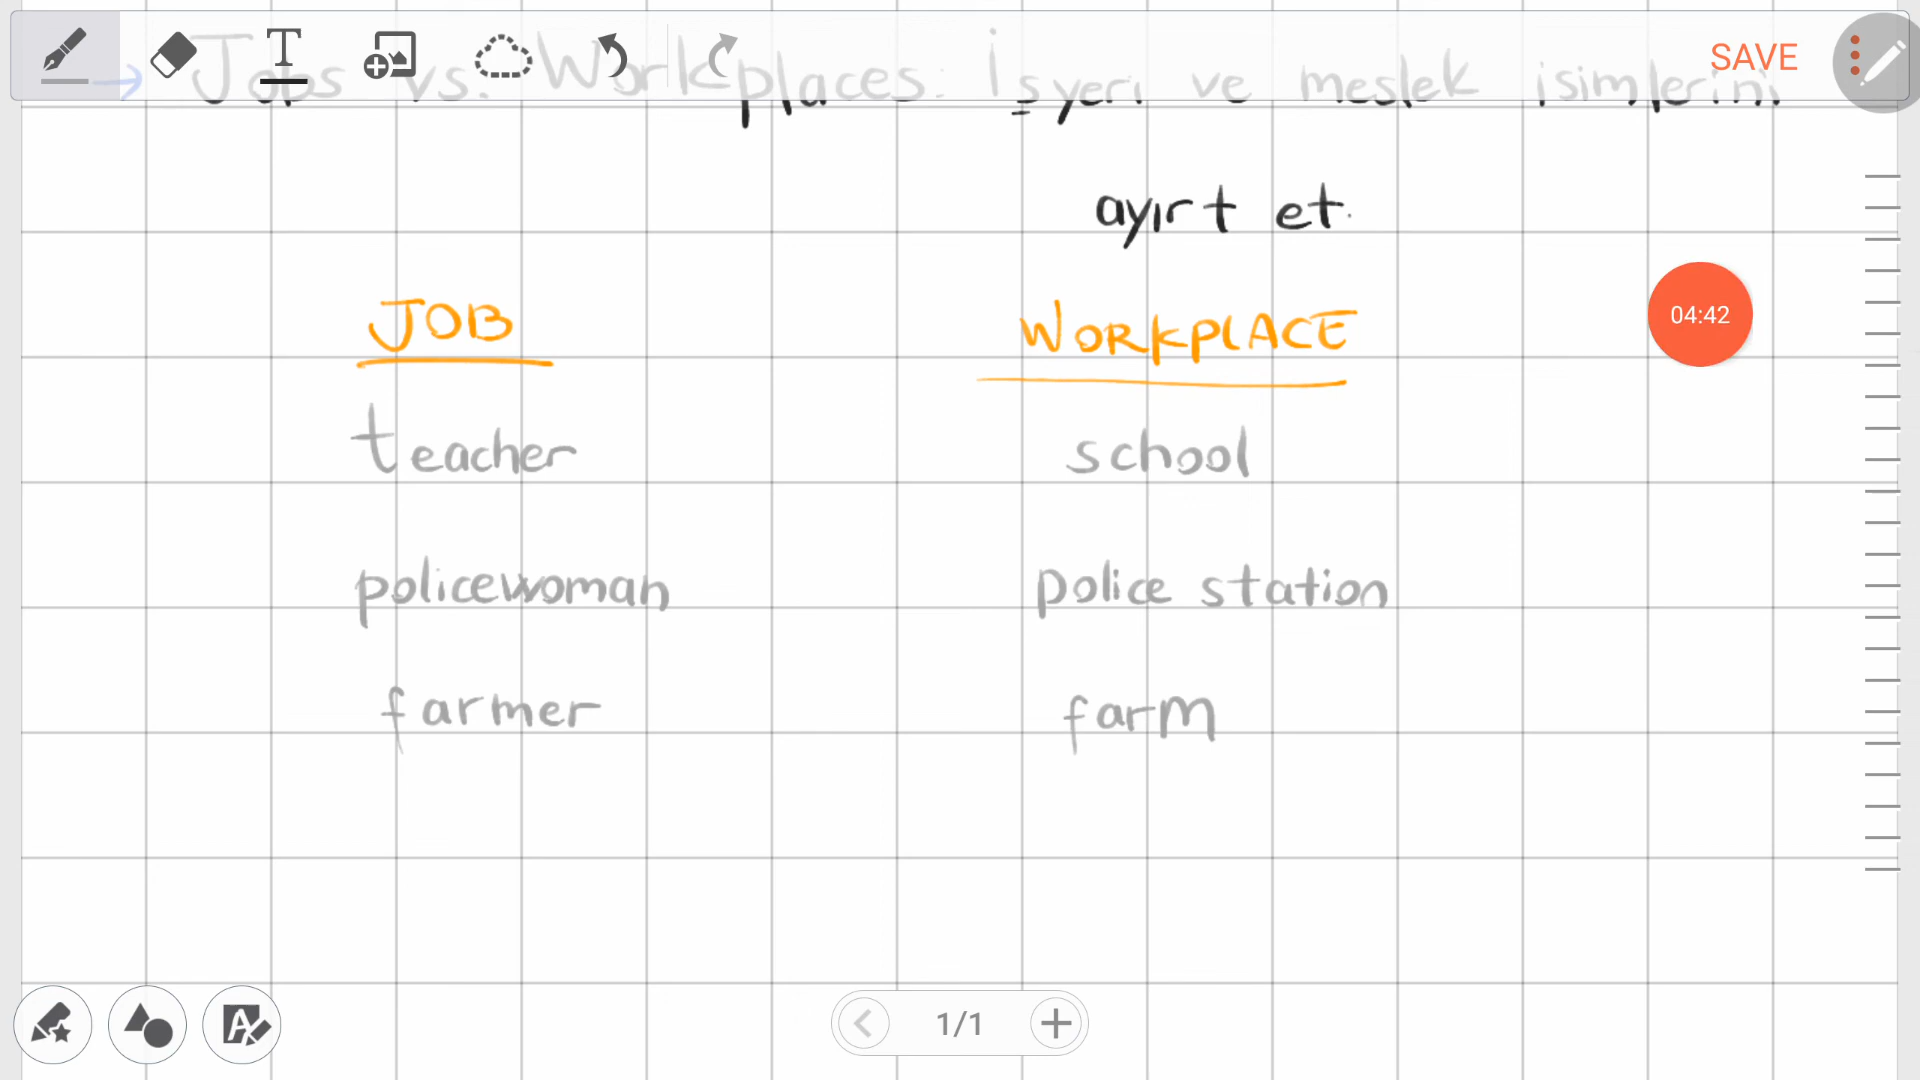 T SAVE
→ Jobs vs. Workplaces: İşyeri ve meslek isimlerini
ayırt et.
JOB WORKPLACE
04:42
teacher school
policewoman police station
farmer farm
1/1